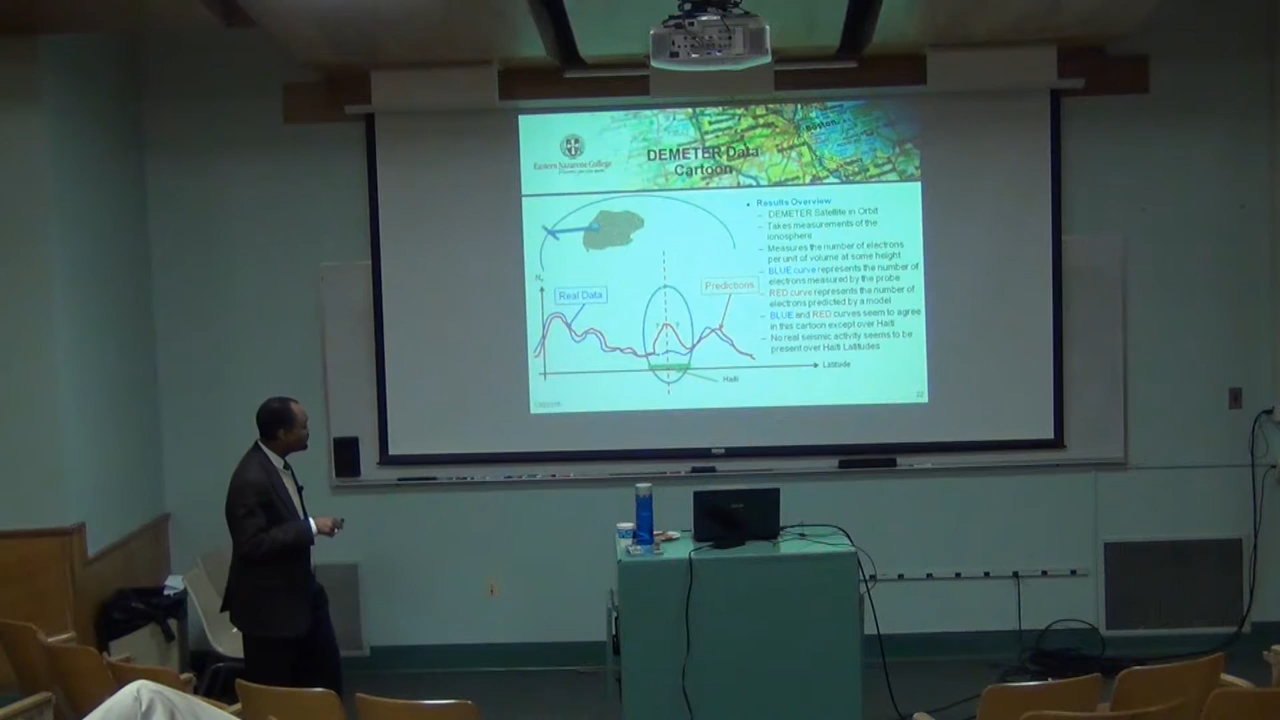 Boston
DEMETER Data
Cartoon
Eastern Nazarene College
• Results Overview
– DEMETER Satellite in Orbit
– Takes measurements of the
ionosphere
– Measures the number of electrons
per unit of volume at some height
– BLUE curve represents the number of
electrons measured by the probe
– RED curve represents the number of
electrons predicted by a model
– BLUE and RED curves seem to agree
in this cartoon except over Haiti
– No real seismic activity seems to be
present over Haiti Latitudes
Predictions
Real Data
Latitude
Haiti
22